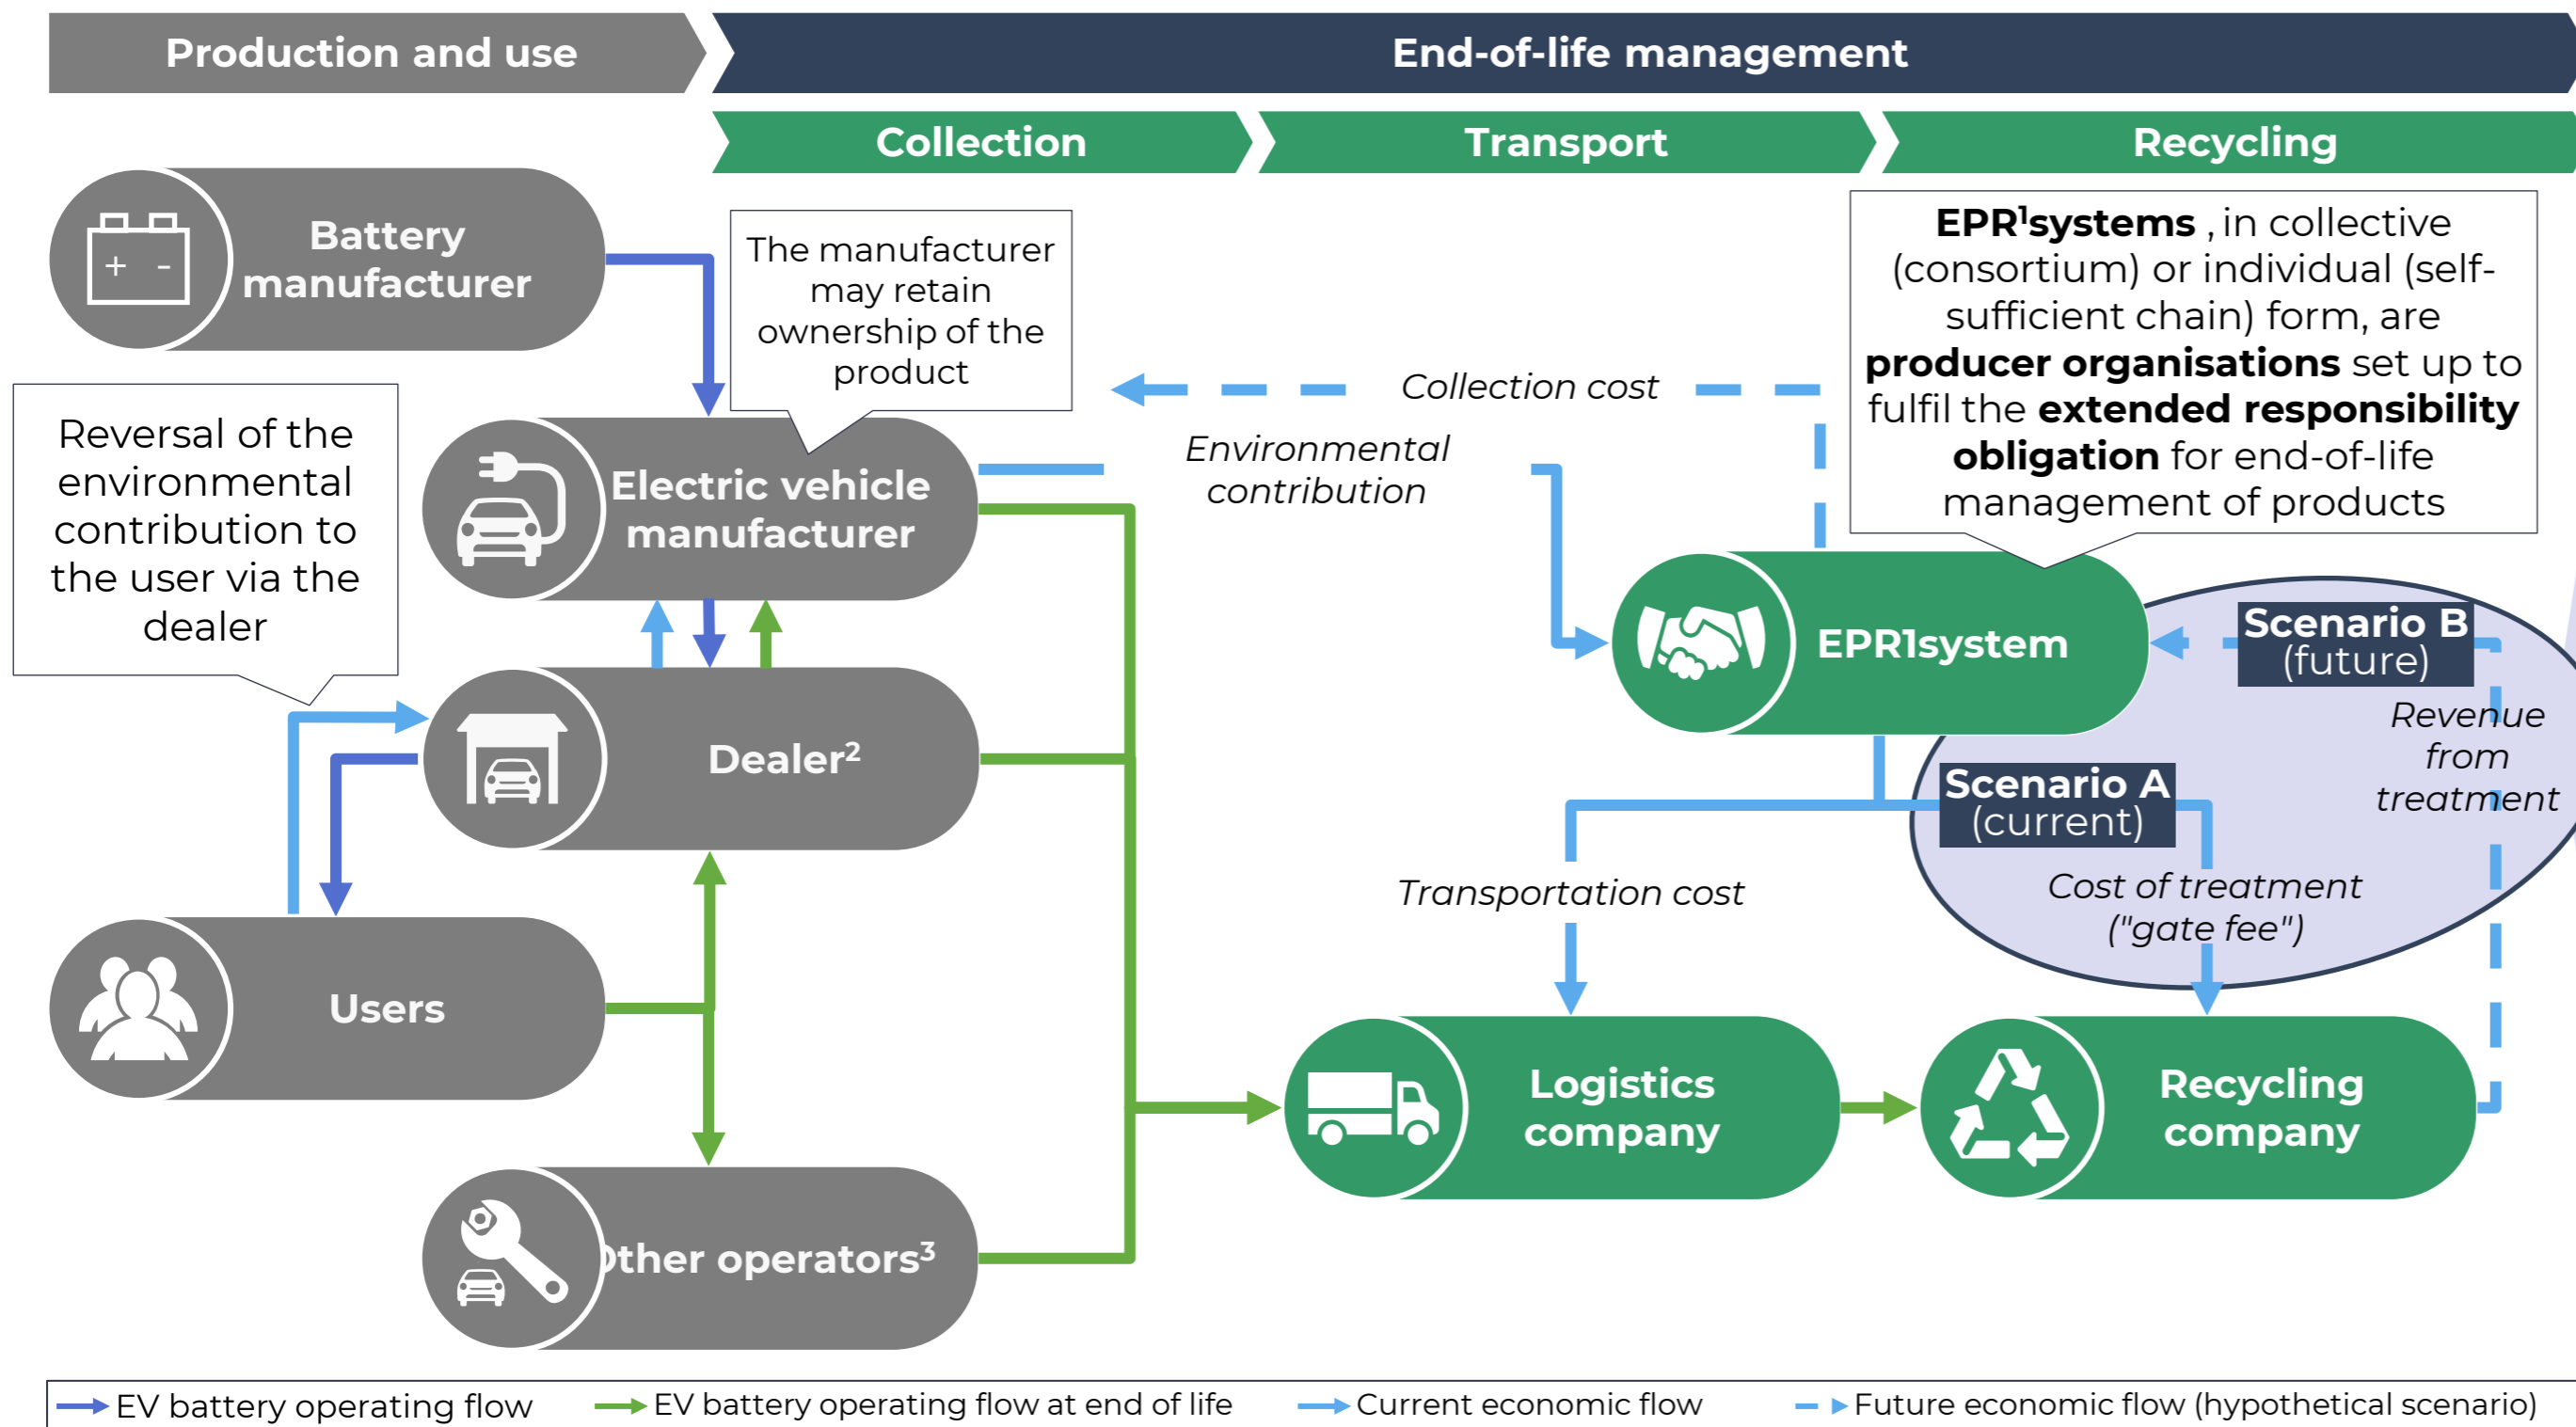 Production and use
End-of-life management
Collection
Transport
Recycling
Battery
manufacturer
+ -
The manufacturer
may retain
ownership of the
product
EPR¹systems , in collective
(consortium) or individual (self-
sufficient chain) form, are
producer organisations set up to
fulfil the extended responsibility
obligation for end-of-life
management of products
Reversal of the
environmental
contribution to
the user via the
dealer
Collection cost
Environmental
contribution
Electric vehicle
manufacturer
EPR1system
Scenario B
(future)
Revenue
from
treatment
Dealer²
Scenario A
(current)
Transportation cost
Cost of treatment
("gate fee")
Users
Logistics
company
Recycling
company
Other operators³
EV battery operating flow
EV battery operating flow at end of life
Current economic flow
Future economic flow (hypothetical scenario)